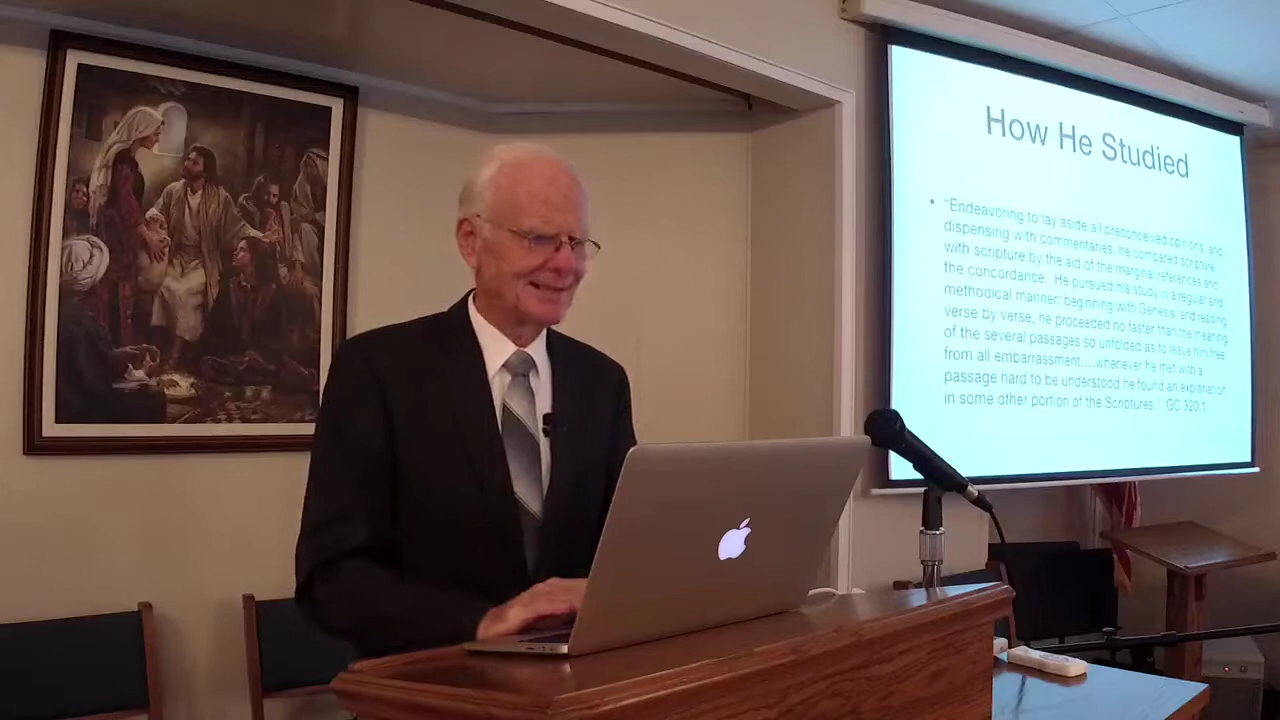 How He Studied
• "Endeavoring to lay aside all preconceived opinions, and
dispensing with commentaries, he compared scripture
with scripture by the aid of the marginal references and
the concordance. He pursued his study in a regular and
methodical manner; beginning with Genesis, and reading
verse by verse, he proceeded no faster than the meaning
of the several passages so unfolded as to leave him free
from all embarrassment....whenever he met with a
passage hard to be understood he found an explanation
in some other portion of the Scriptures." GC 320.1